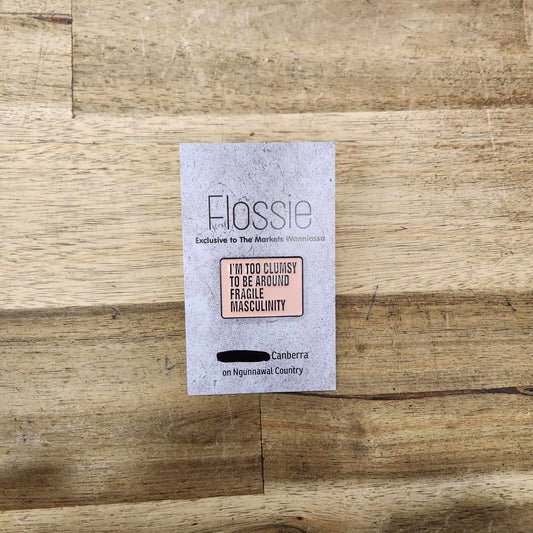 Flossie
Exclusive to The Markets Wanniassa
I'M TOO CLUMSY
TO BE AROUND
FRAGILE
MASCULINITY
Canberra
on Ngunnawal Country